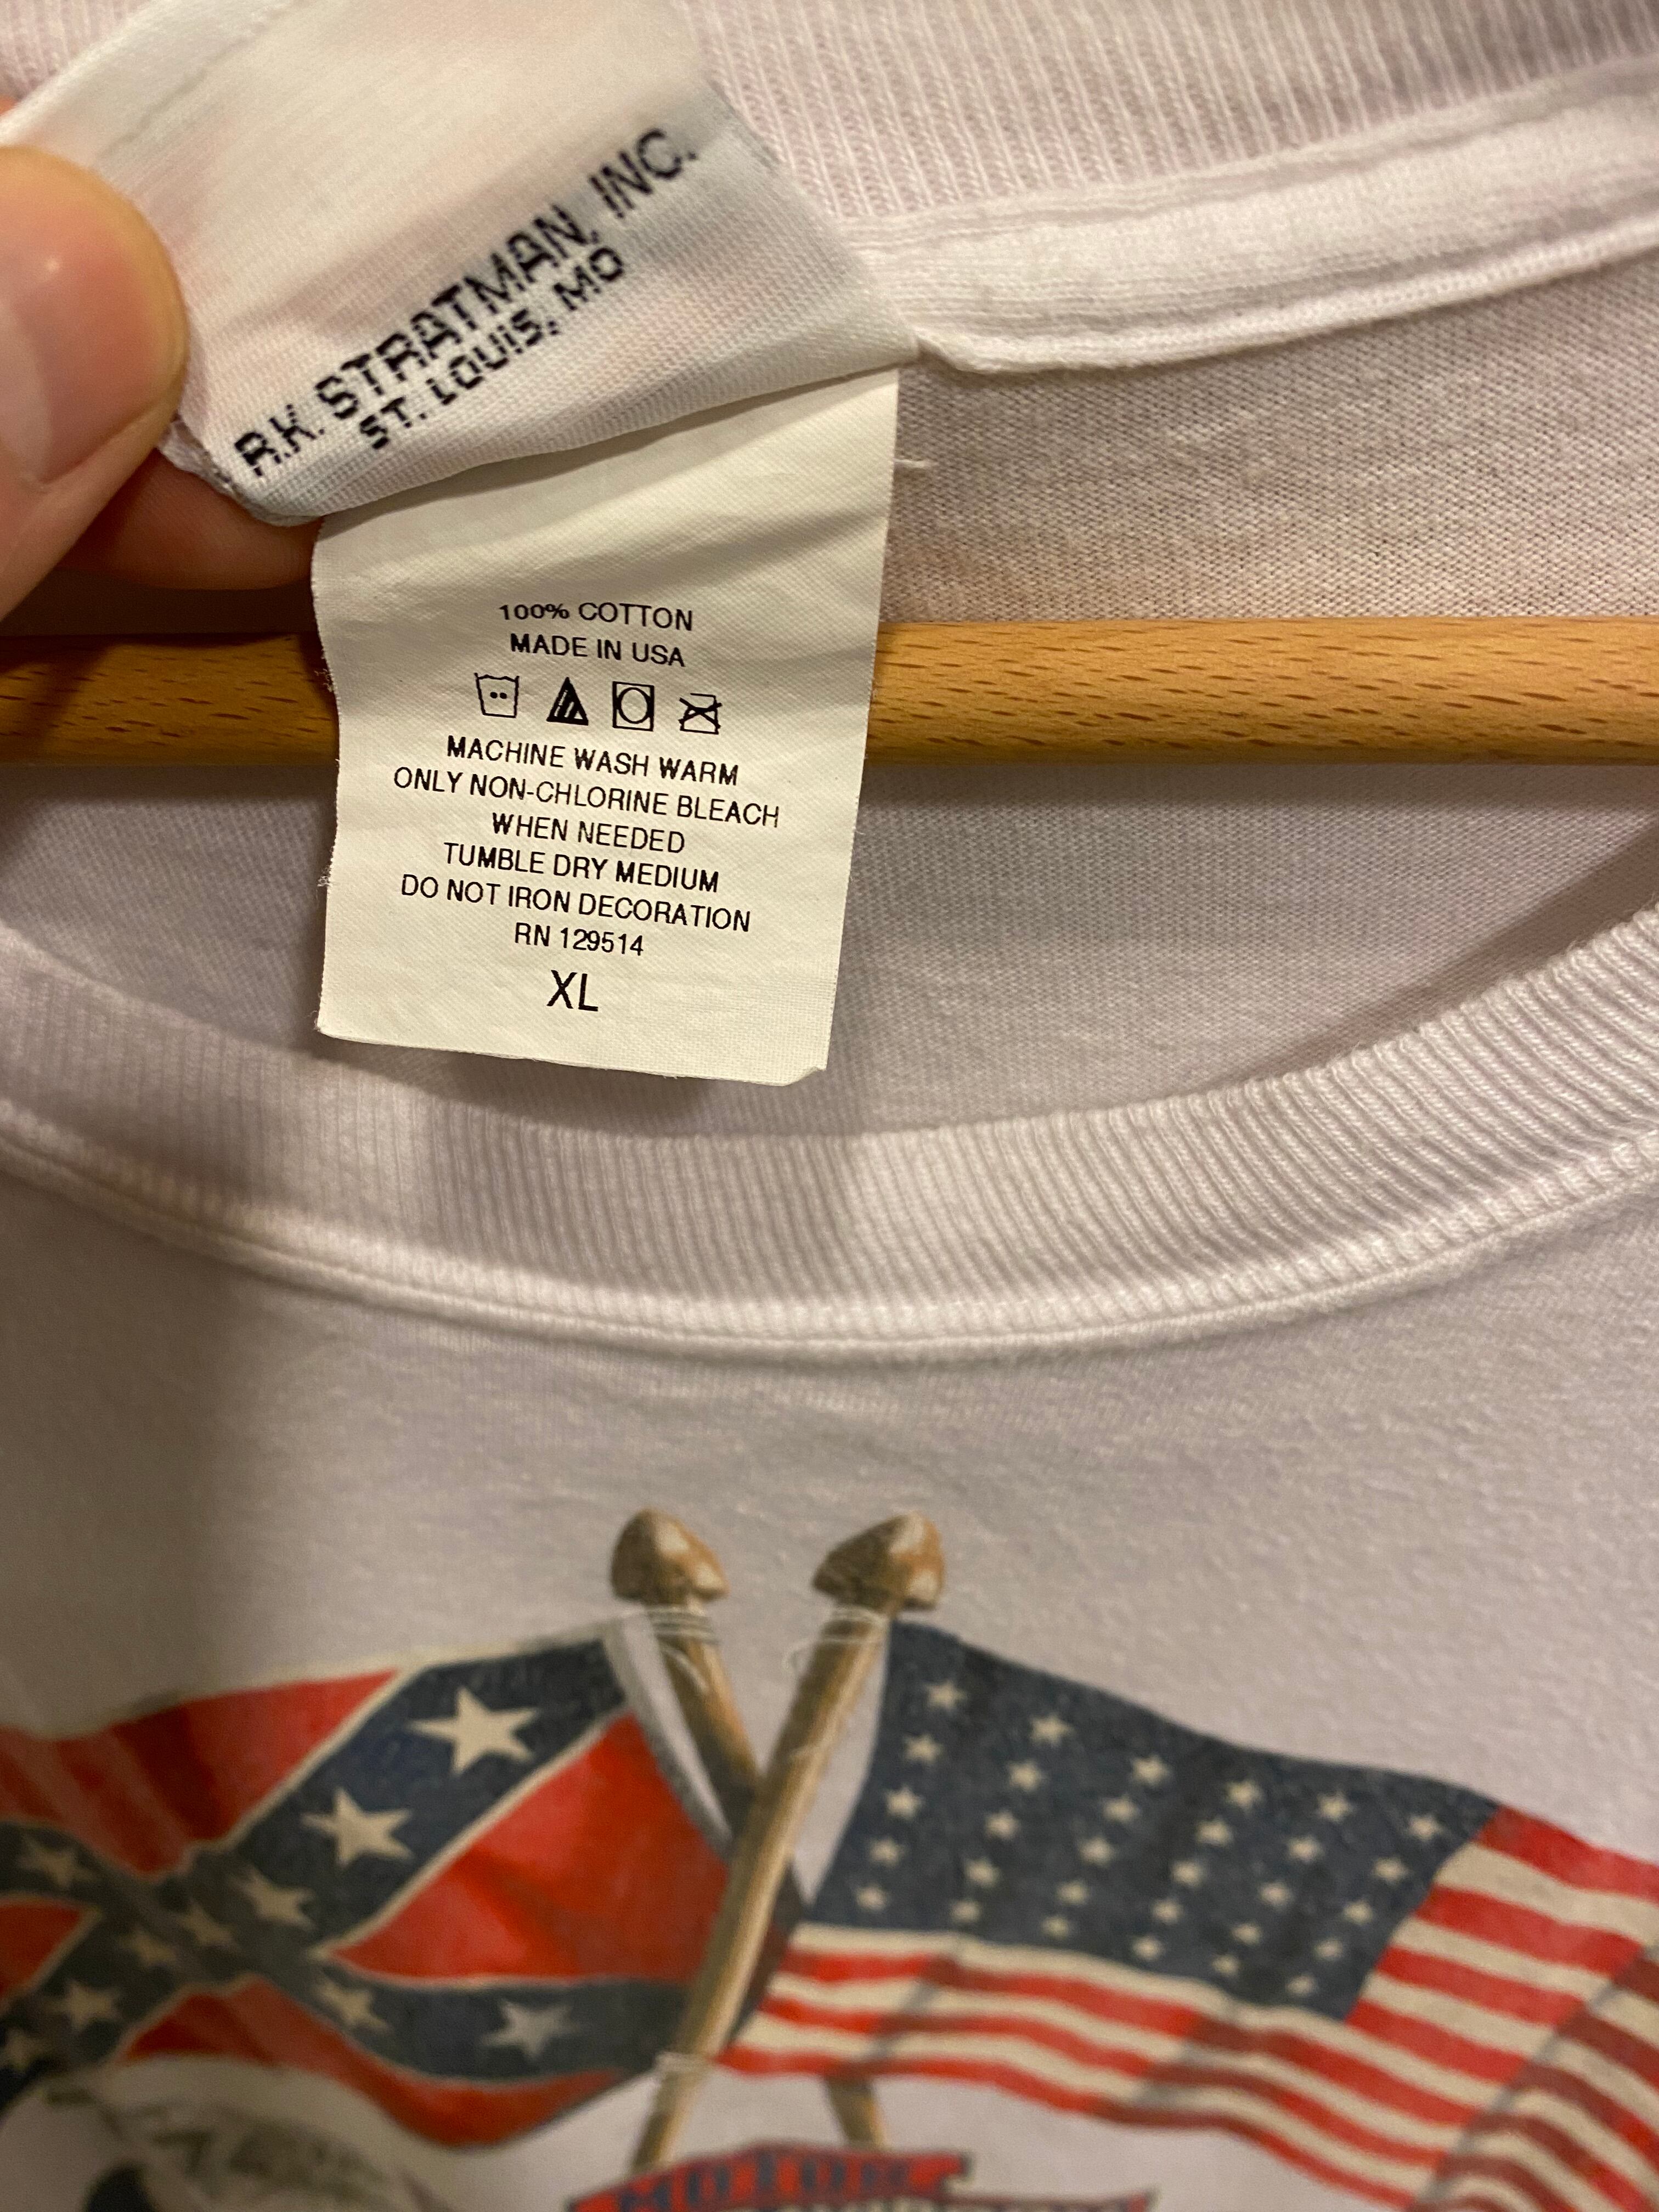 R.K. STRATMAN, INC.
ST. LOUIS, MO
100% COTTON
MADE IN USA
MACHINE WASH WARM
ONLY NON-CHLORINE BLEACH
WHEN NEEDED
TUMBLE DRY MEDIUM
DO NOT IRON DECORATION
RN 129514
XL
MOTOR